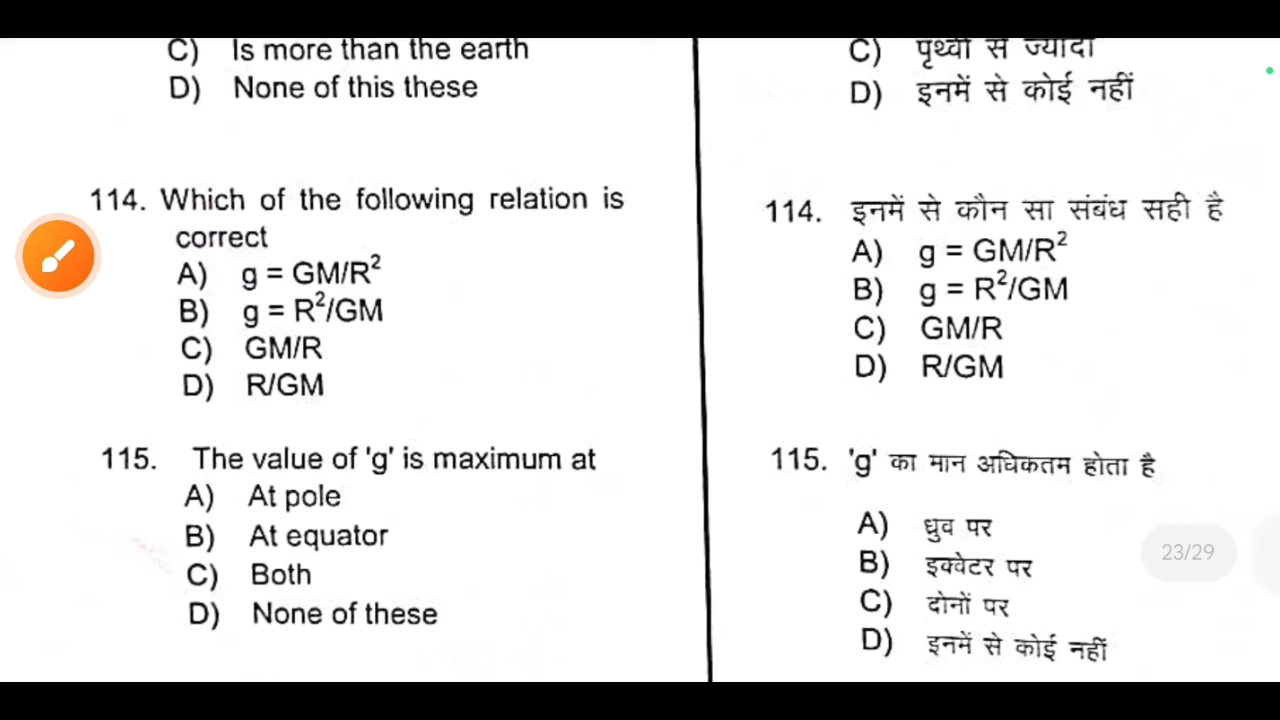 C) Is more than the earth
D) None of this these
114. Which of the following relation is
correct
A) g = GM/R²
B) g = R²/GM
C) GM/R
D) R/GM
115. The value of 'g' is maximum at
A) At pole
B) At equator
C) Both
D) None of these
C) पृथ्वी से ज्यादा
D) इनमें से कोई नहीं
114. इनमें से कौन सा संबंध सही है
A) g = GM/R²
B) g = R²/GM
C) GM/R
D) R/GM
115. 'g' का मान अधिकतम होता है
A) ध्रुव पर
B) इक्वेटर पर
C) दोनों पर
D) इनमें से कोई नहीं
23/29